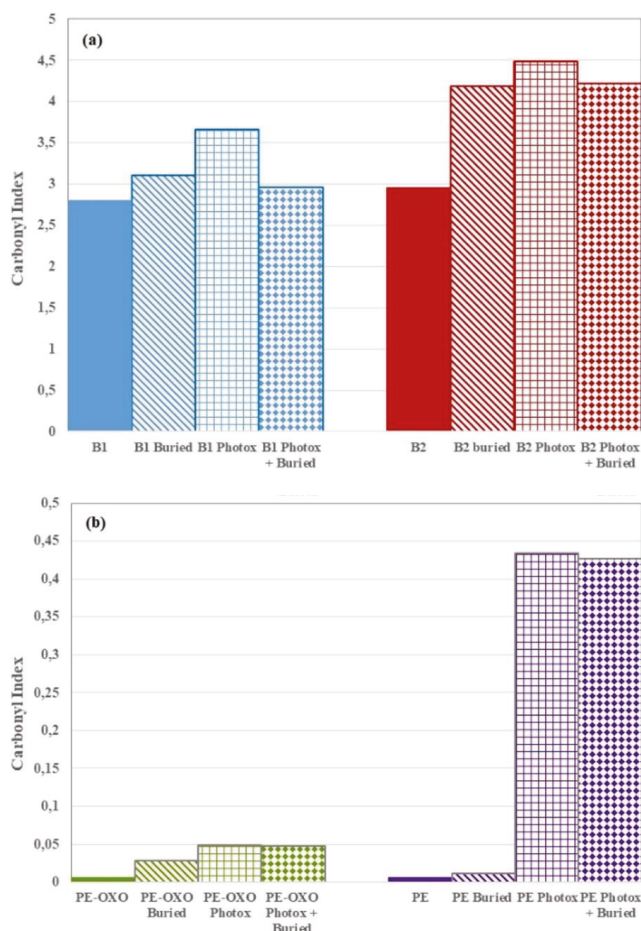 (a)
Carbonyl Index
5
4,5
4
3,5
3
2,5
2
1,5
1
0,5
0
B1
B1 Buried
B1 Photox
B1 Photox
+ Buried
B2
B2 buried
B2 Photox
B2 Photox
+ Buried
(b)
Carbonyl Index
0,5
0,45
0,4
0,35
0,3
0,25
0,2
0,15
0,1
0,05
0
PE-OXO
PE-OXO
Buried
PE-OXO
Photox
PE-OXO
Photox +
Buried
PE
PE Buried
PE Photox
PE Photox
+ Buried